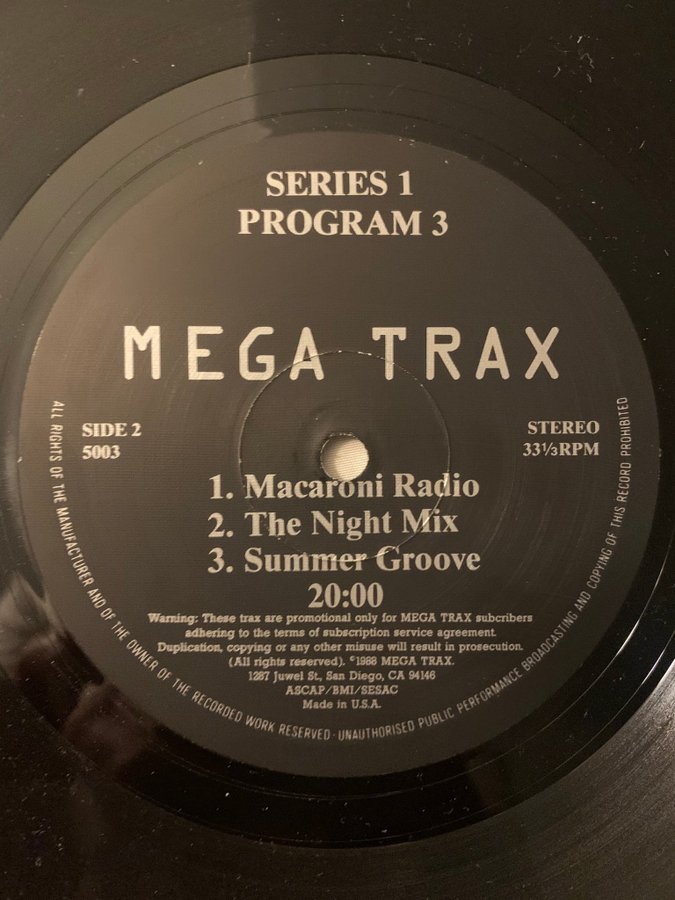 SERIES 1
PROGRAM 3
MEGA TRAX
SIDE 2
5003
STEREO
33⅓RPM
1. Macaroni Radio
2. The Night Mix
3. Summer Groove
20:00
Warning: These trax are promotional only for MEGA TRAX subcribers
adhering to the terms of subscription service agreement.
Duplication, copying or any other misuse will result in prosecution.
(All rights reserved). ©1988 MEGA TRAX.
1287 Juwel St., San Diego, CA 94146
ASCAP/BMI/SESAC
Made in U.S.A.
ALL RIGHTS OF THE MANUFACTURER AND OF THE OWNER OF THE RECORDED WORK RESERVED · UNAUTHORISED PUBLIC PERFORMANCE BROADCASTING AND COPYING OF THIS RECORD PROHIBITED